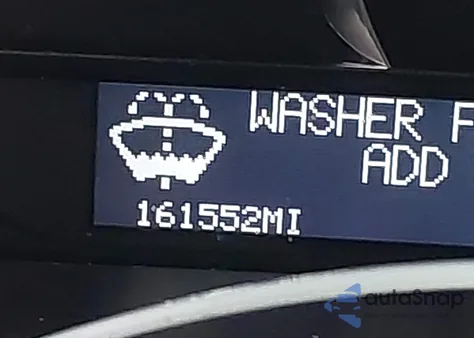 WASHER F
ADD
161552MI
autoSnap